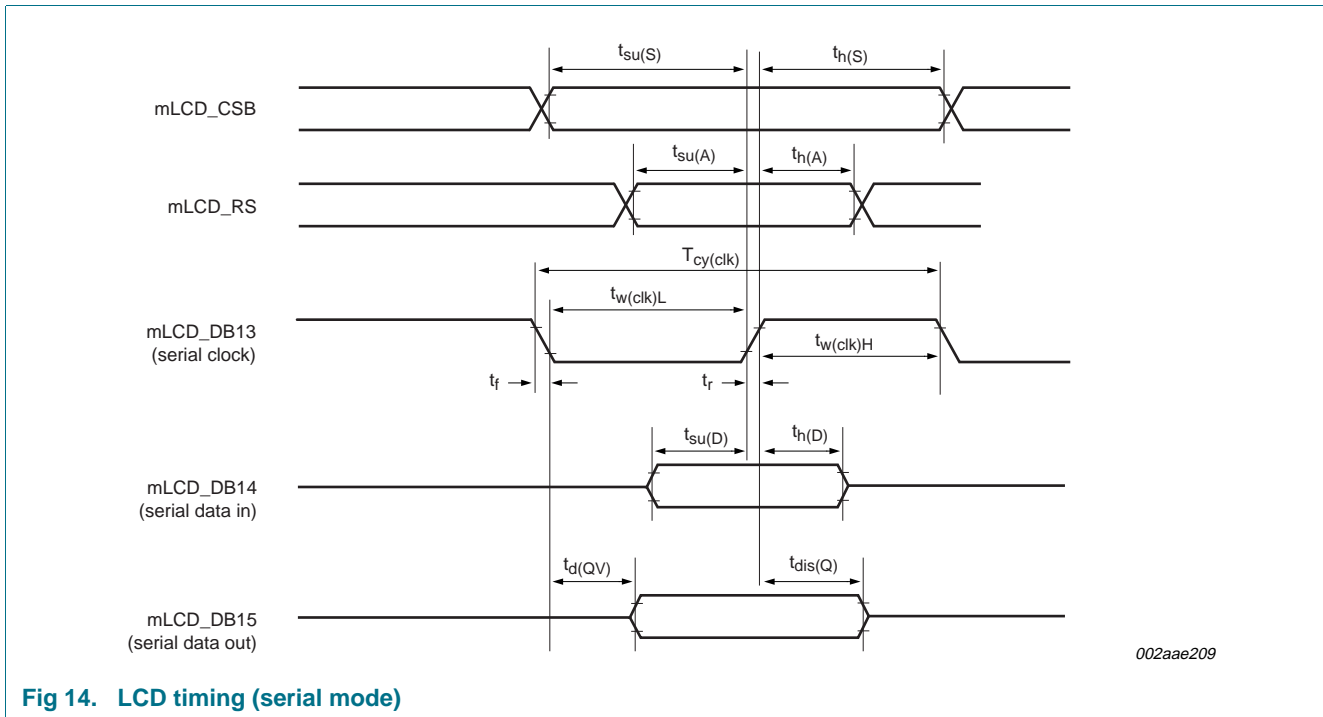 tsu(S)
th(S)
mLCD_CSB
tsu(A)
th(A)
mLCD_RS
Tcy(clk)
tw(clk)L
mLCD_DB13
(serial clock)
tw(clk)H
tf
tr
tsu(D)
th(D)
mLCD_DB14
(serial data in)
td(QV)
tdis(Q)
mLCD_DB15
(serial data out)
002aae209
Fig 14. LCD timing (serial mode)